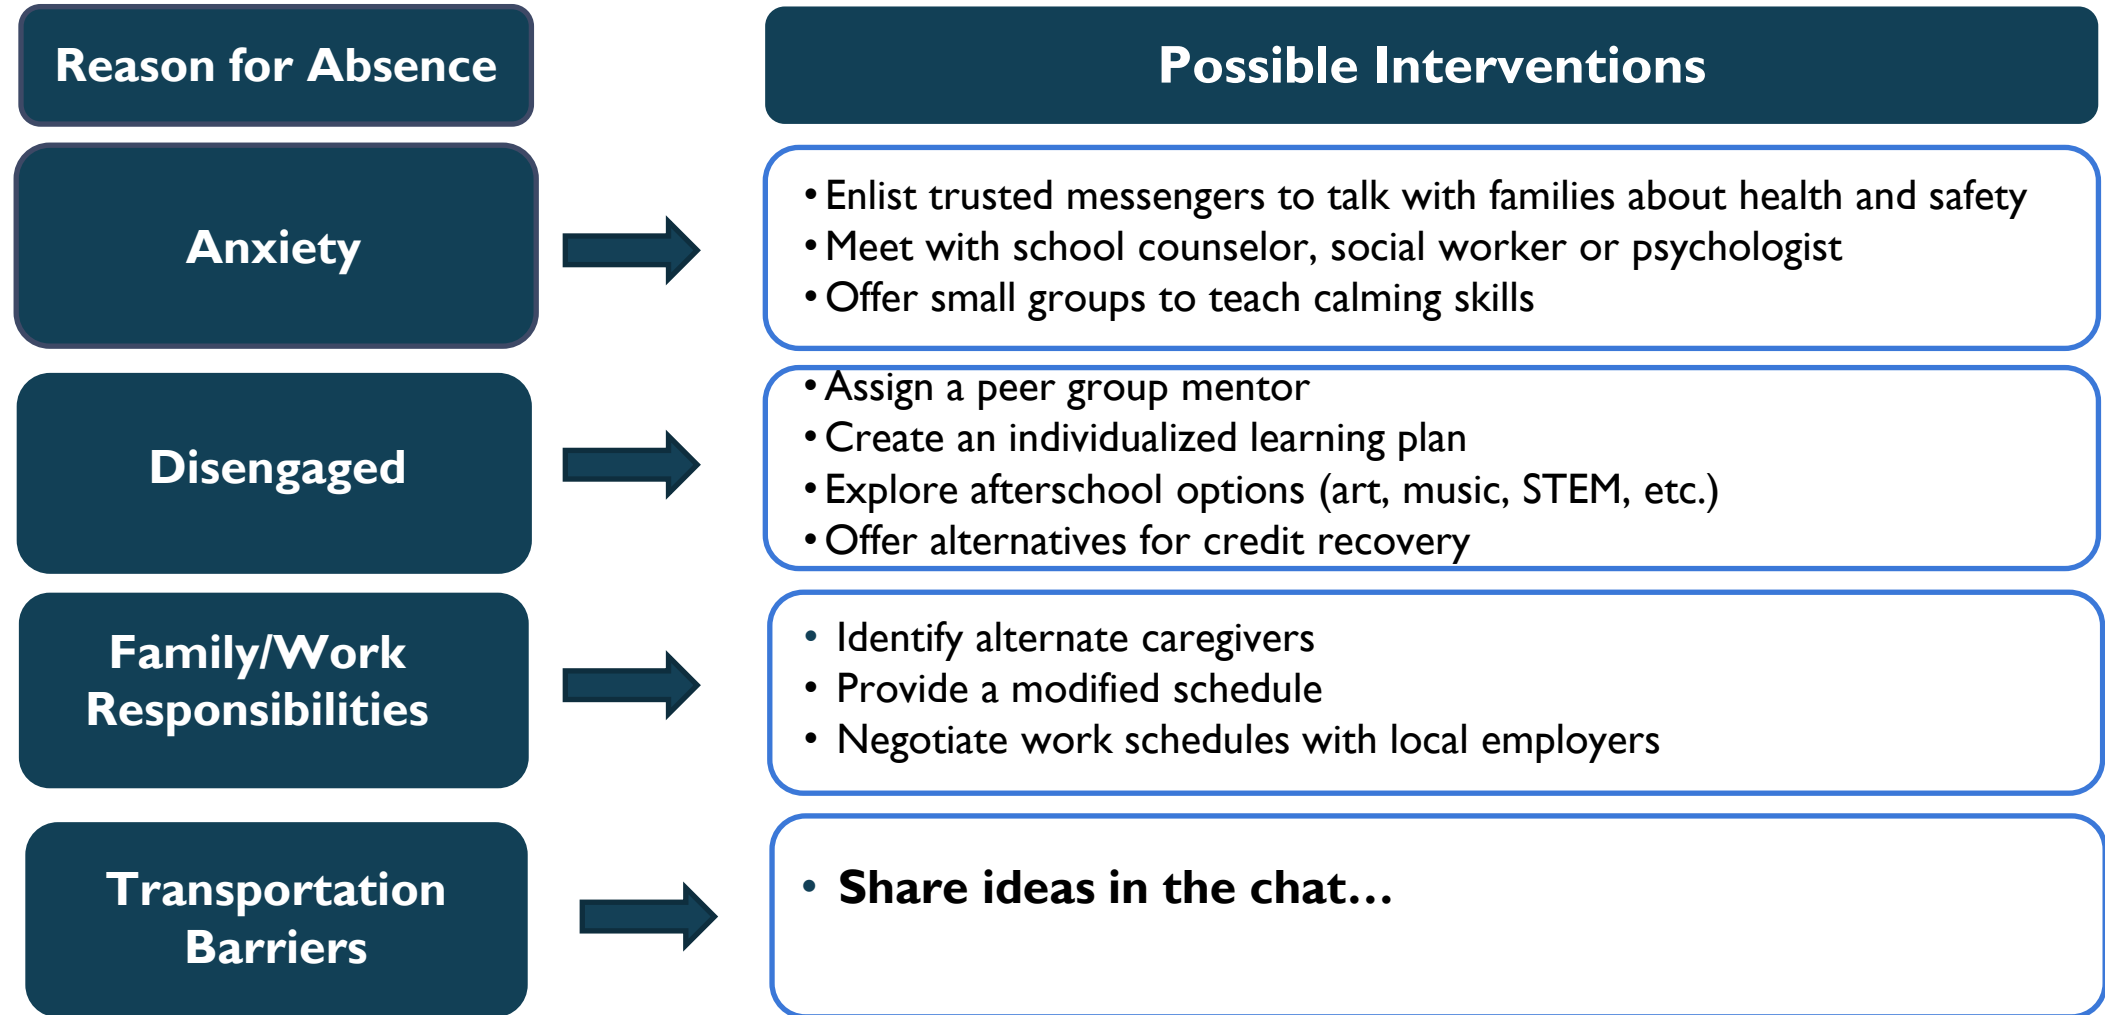 Reason for Absence
Possible Interventions
Anxiety
• Enlist trusted messengers to talk with families about health and safety
• Meet with school counselor, social worker or psychologist
• Offer small groups to teach calming skills
Disengaged
• Assign a peer group mentor
• Create an individualized learning plan
• Explore afterschool options (art, music, STEM, etc.)
• Offer alternatives for credit recovery
Family/Work
Responsibilities
• Identify alternate caregivers
• Provide a modified schedule
• Negotiate work schedules with local employers
Transportation
Barriers
• Share ideas in the chat…